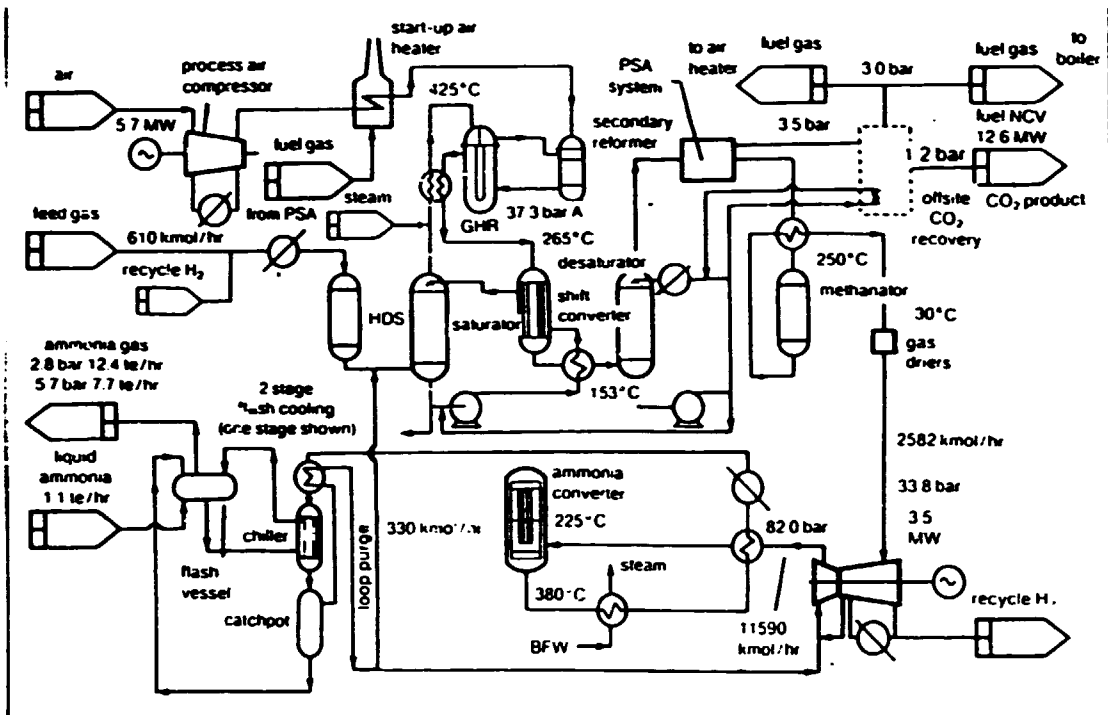 air
process air
compressor
5.7 MW
start-up air
heater
425°C
fuel gas
steam
GHR
secondary
reformer
37.3 bar A
PSA
system
to air
heater
fuel gas
3.0 bar
3.5 bar
fuel gas
to
boiler
fuel NCV
12.6 MW
1.2 bar
CO₂ product
offsite
CO₂
recovery
feed gas
610 kmol/hr
from PSA
recycle H₂
HDS
saturator
265°C
desaturator
shift
converter
153°C
250°C
methanator
30°C
gas
driers
ammonia gas
2.8 bar 12.4 te/hr
5.7 bar 7.7 te/hr
2 stage
flash cooling
(one stage shown)
liquid
ammonia
1.1 te/hr
chiller
flash
vessel
catchpot
loop purge
330 kmol/hr
ammonia
converter
225°C
380°C
steam
BFW
82.0 bar
11590
kmol/hr
2582 kmol/hr
33.8 bar
3.5
MW
recycle H